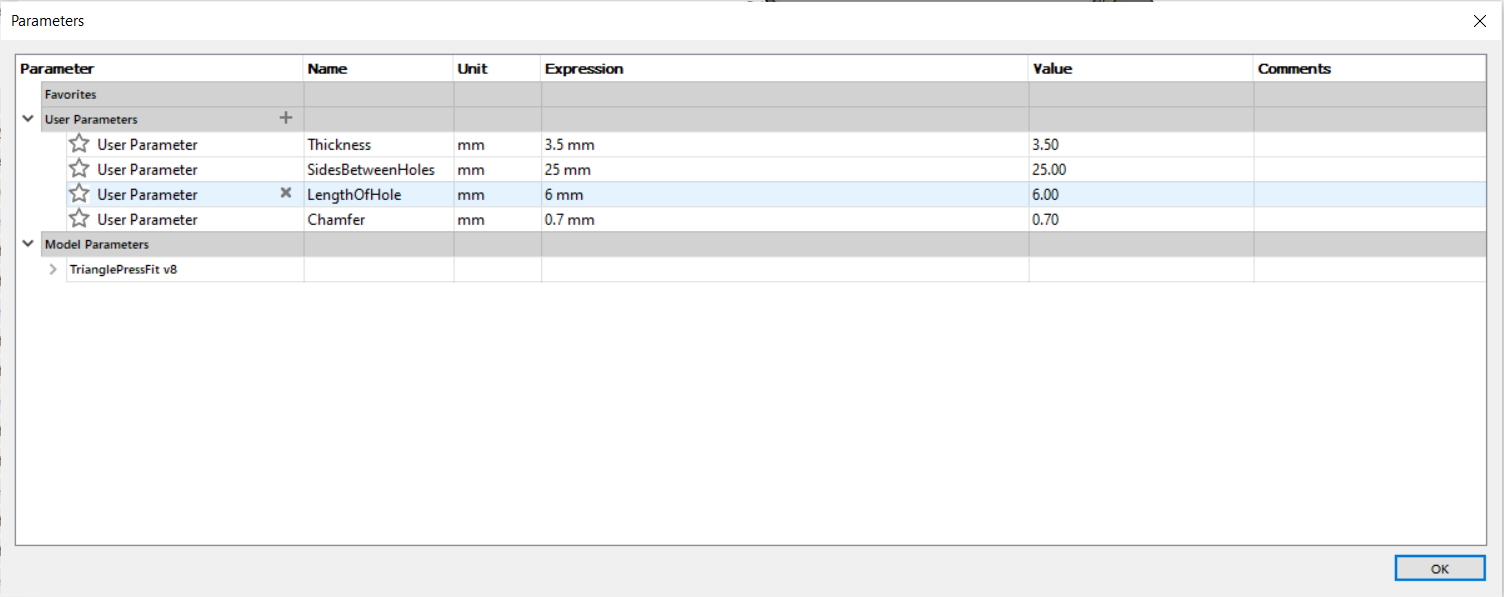 Parameters
Parameter Name Unit Expression Value Comments
Favorites
User Parameters
User Parameter Thickness mm 3.5 mm 3.50
User Parameter SidesBetweenHoles mm 25 mm 25.00
User Parameter LengthOfHole mm 6 mm 6.00
User Parameter Chamfer mm 0.7 mm 0.70
Model Parameters
TrianglePressFit v8
OK